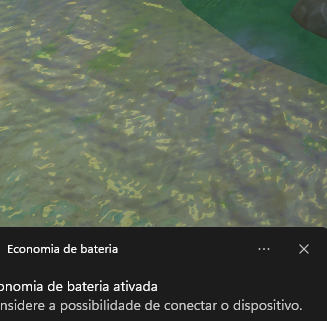 Economia de bateria
onomia de bateria ativada
nsidere a possibilidade de conectar o dispositivo.